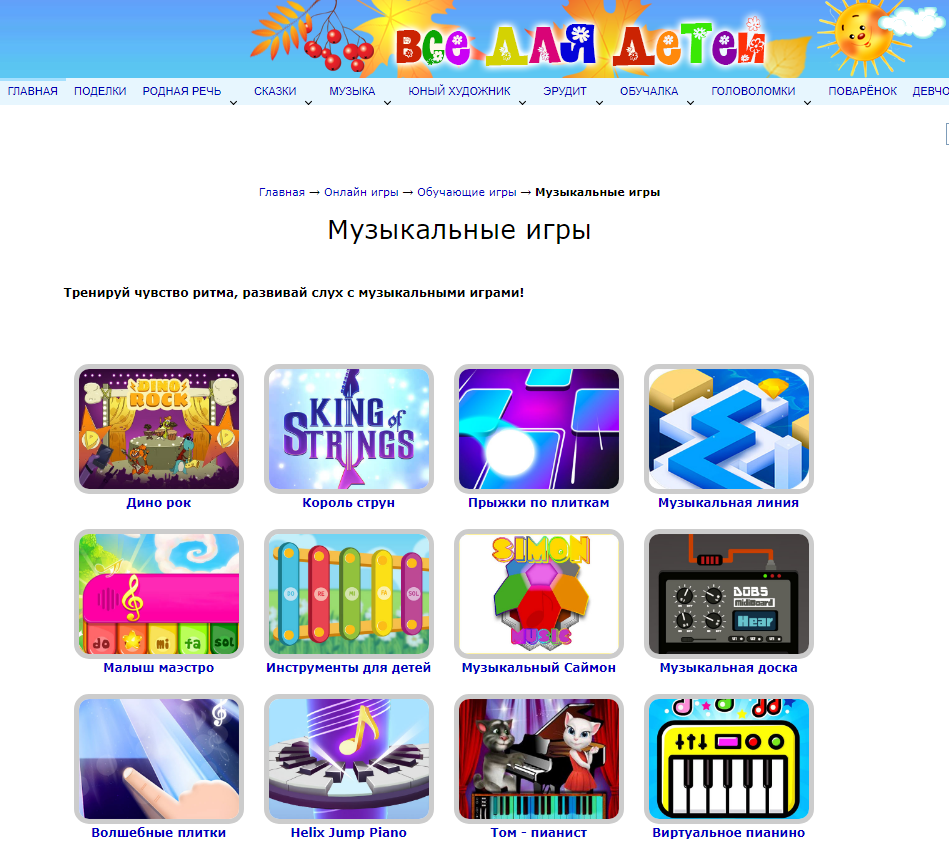 ВСЕ ДЛЯ ДЕТЕЙ
ГЛАВНАЯ ПОДЕЛКИ РОДНАЯ РЕЧЬ СКАЗКИ МУЗЫКА ЮНЫЙ ХУДОЖНИК ЭРУДИТ ОБУЧАЛКА ГОЛОВОЛОМКИ ПОВАРЁНОК ДЕВЧО
Главная → Онлайн игры → Обучающие игры → Музыкальные игры
Музыкальные игры
Тренируй чувство ритма, развивай слух с музыкальными играми!
DINO
ROCK
KING of
STRINGS
Дино рок Король струн Прыжки по плиткам Музыкальная линия
do mi fa sol
DO RE MI FA SOL
SIMON
MUSIC
DOBS
midiBoard
Hear
Малыш маэстро Инструменты для детей Музыкальный Саймон Музыкальная доска
Волшебные плитки Helix Jump Piano Том - пианист Виртуальное пианино